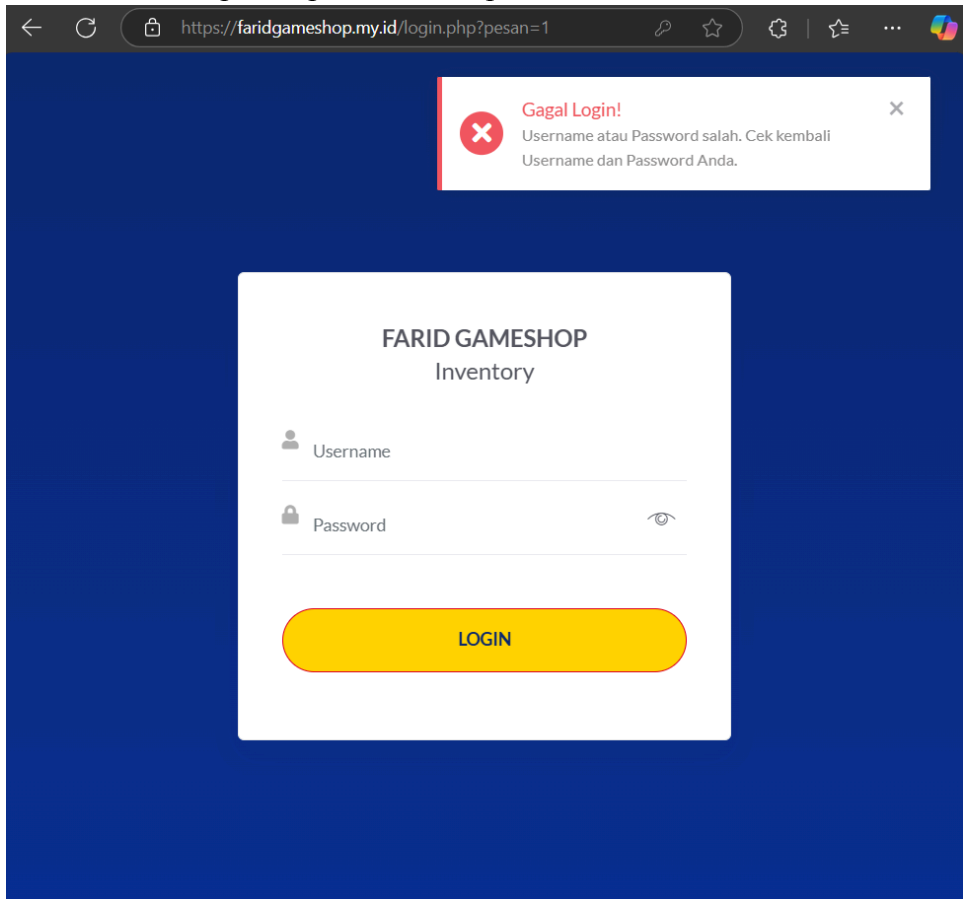 https://faridgameshop.my.id/login.php?pesan=1
Gagal Login!
Username atau Password salah. Cek kembali
Username dan Password Anda.
FARID GAMESHOP
Inventory
Username
Password
LOGIN